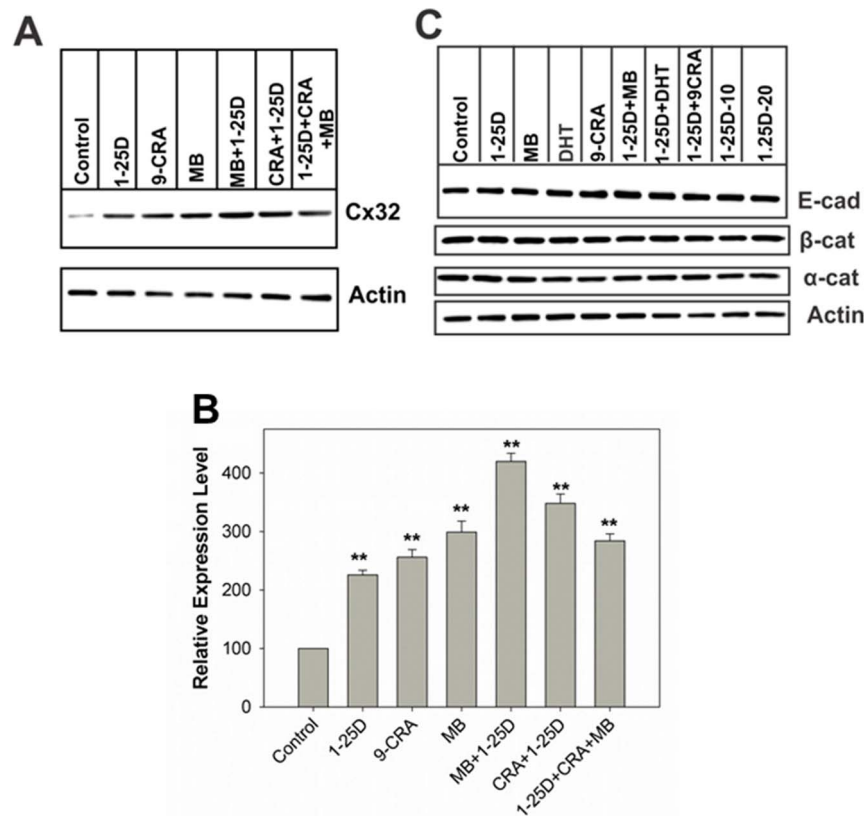 A
Control
1-25D
9-CRA
MB
MB+1-25D
CRA+1-25D
1-25D+CRA
+MB
Cx32
Actin
C
Control
1-25D
MB
DHT
9-CRA
1-25D+MB
1-25D+DHT
1-25D+9CRA
1-25D-10
1.25D-20
E-cad
β-cat
α-cat
Actin
B
Relative Expression Level
400
300
200
100
0
**
**
**
**
**
**
Control
1-25D
9-CRA
MB
MB+1-25D
CRA+1-25D
1-25D+CRA+MB